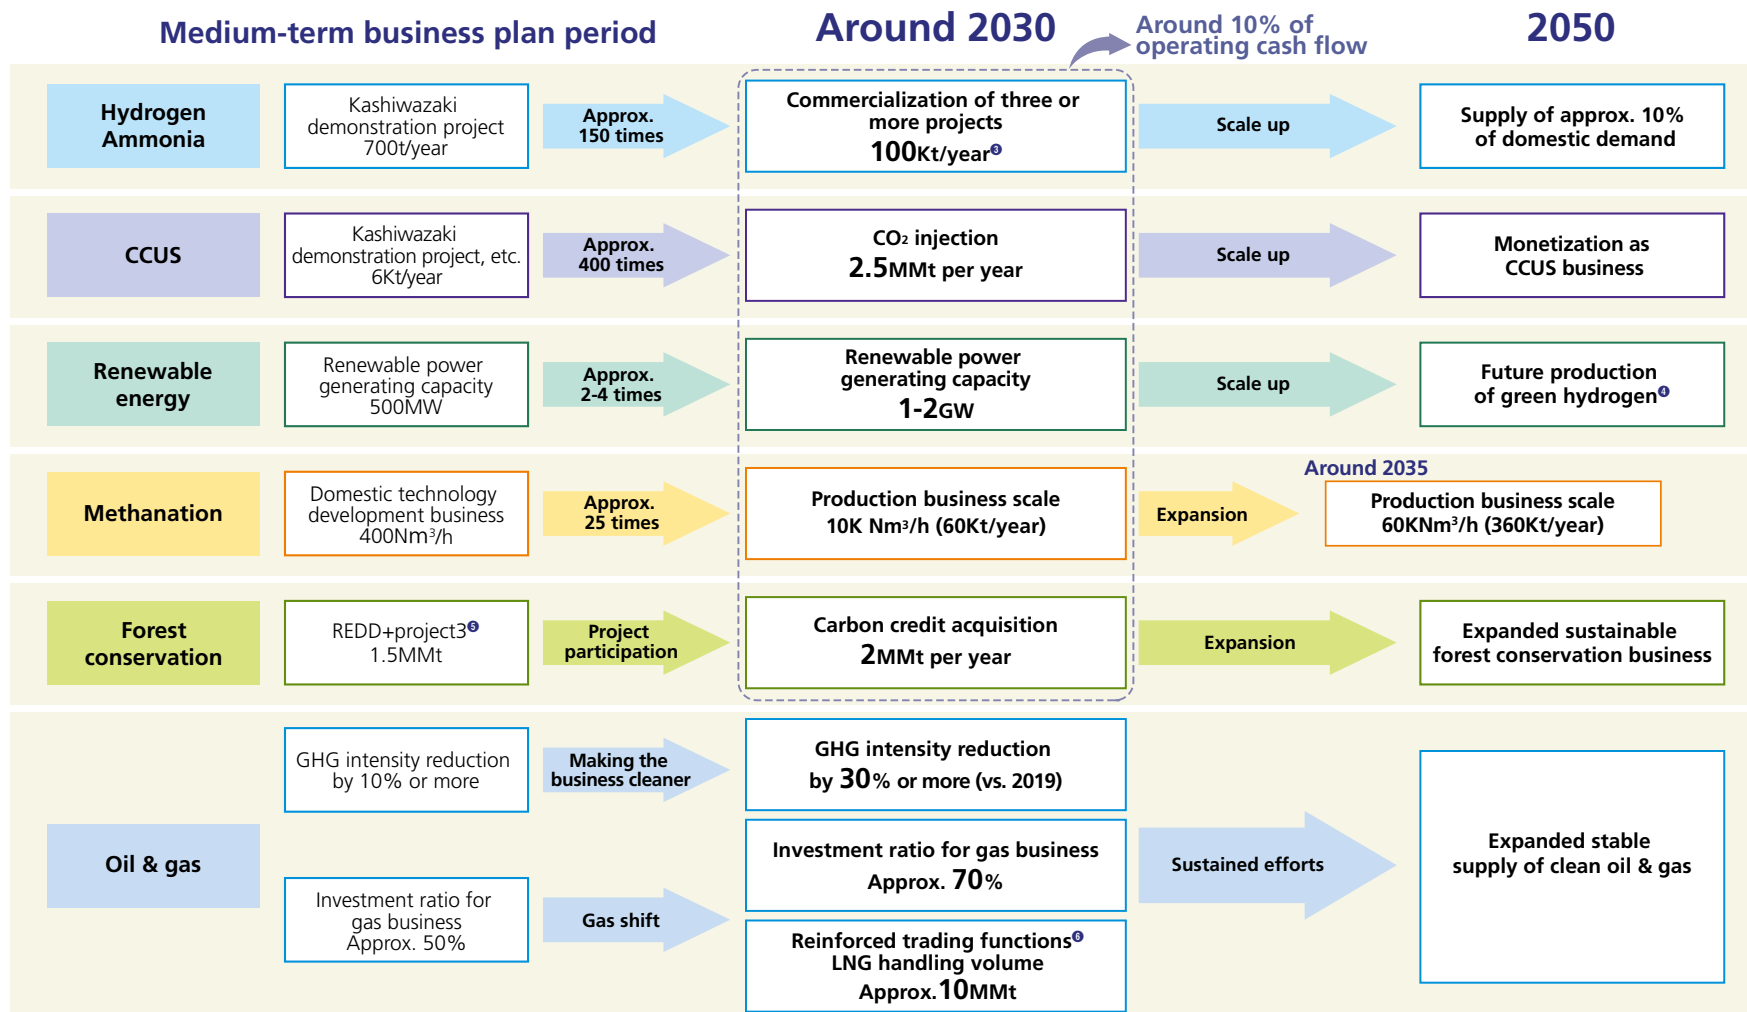 Medium-term business plan period
Around 2030
Around 10% of
operating cash flow
2050
Hydrogen
Ammonia
Kashiwazaki
demonstration project
700t/year
Approx.
150 times
Commercialization of three or
more projects
100Kt/year❸
Scale up
Supply of approx. 10%
of domestic demand
CCUS
Kashiwazaki
demonstration project, etc.
6Kt/year
Approx.
400 times
CO₂ injection
2.5MMt per year
Scale up
Monetization as
CCUS business
Renewable
energy
Renewable power
generating capacity
500MW
Approx.
2-4 times
Renewable power
generating capacity
1-2GW
Scale up
Future production
of green hydrogen❹
Methanation
Domestic technology
development business
400Nm³/h
Approx.
25 times
Production business scale
10K Nm³/h (60Kt/year)
Expansion
Around 2035
Production business scale
60KNm³/h (360Kt/year)
Forest
conservation
REDD+project3❺
1.5MMt
Project
participation
Carbon credit acquisition
2MMt per year
Expansion
Expanded sustainable
forest conservation business
Oil & gas
GHG intensity reduction
by 10% or more
Making the
business cleaner
GHG intensity reduction
by 30% or more (vs. 2019)
Investment ratio for
gas business
Approx. 50%
Gas shift
Investment ratio for gas business
Approx. 70%
Reinforced trading functions❻
LNG handling volume
Approx.10MMt
Sustained efforts
Expanded stable
supply of clean oil & gas